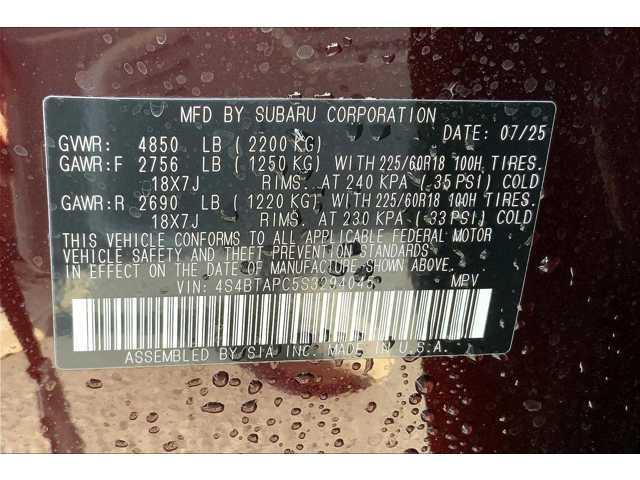 MFD BY SUBARU CORPORATION
DATE: 07/25
GVWR: 4850 LB ( 2200 KG)
GAWR:F 2756 LB ( 1250 KG) WITH 225/60R18 100H TIRES.
18X7J RIMS. AT 240 KPA ( 35 PSI) COLD
GAWR:R 2690 LB ( 1220 KG) WITH 225/60R18 100H TIRES.
18X7J RIMS. AT 230 KPA ( 33 PSI) COLD
THIS VEHICLE CONFORMS TO ALL APPLICABLE FEDERAL MOTOR
VEHICLE SAFETY AND THEFT PREVENTION STANDARDS
IN EFFECT ON THE DATE OF MANUFACTURE SHOWN ABOVE.
VIN: 4S4BTAPC5S3294045 MPV
ASSEMBLED BY SIA INC. MADE IN U.S.A.